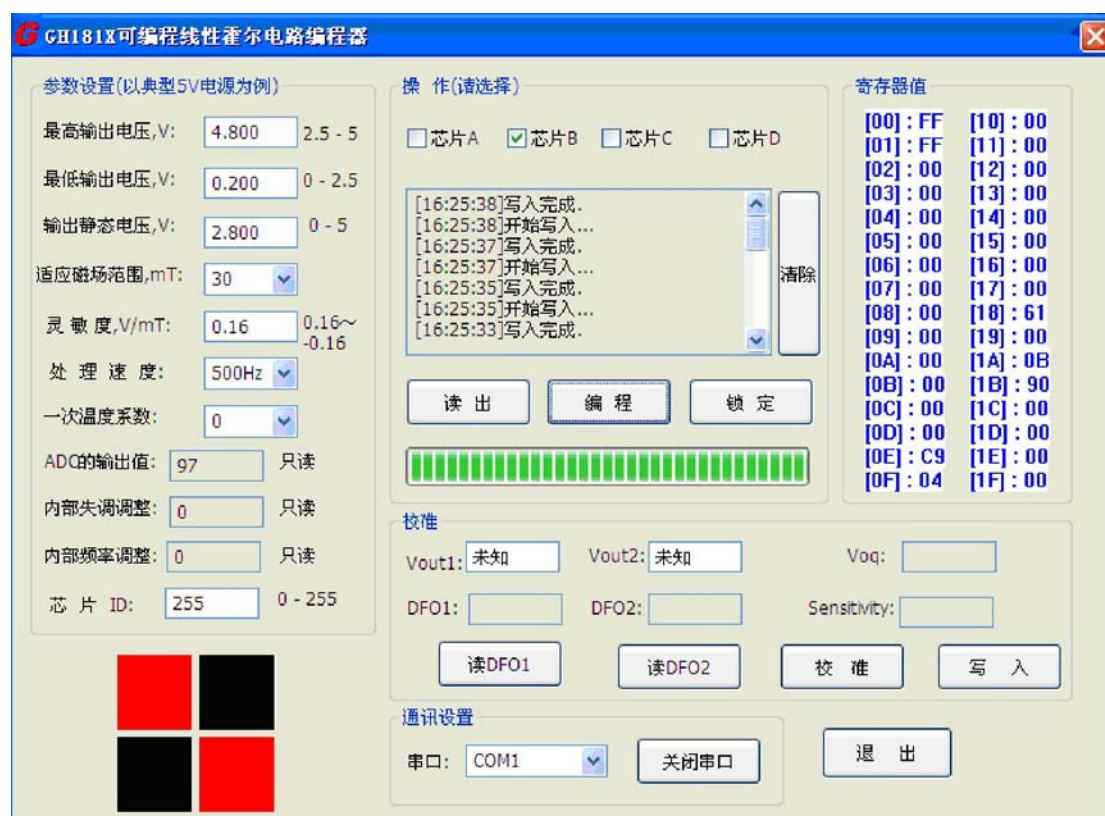 G GH181X可编程线性霍尔电路编程器
参数设置(以典型5V电源为例)
最高输出电压,V: 4.800 2.5 - 5
最低输出电压,V: 0.200 0 - 2.5
输出静态电压,V: 2.800 0 - 5
适应磁场范围,mT: 30
灵 敏 度,V/mT: 0.16 0.16～
-0.16
处 理 速 度: 500Hz
一次温度系数: 0
ADC的输出值: 97 只读
内部失调调整: 0 只读
内部频率调整: 0 只读
芯 片 ID: 255 0 - 255
操 作(请选择)
芯片A 芯片B 芯片C 芯片D
[16:25:38]写入完成.
[16:25:38]开始写入...
[16:25:37]写入完成.
[16:25:37]开始写入...
[16:25:35]写入完成.
[16:25:35]开始写入...
[16:25:33]写入完成.
清除
读 出 编 程 锁 定
寄存器值
[00] : FF [10] : 00
[01] : FF [11] : 00
[02] : 00 [12] : 00
[03] : 00 [13] : 00
[04] : 00 [14] : 00
[05] : 00 [15] : 00
[06] : 00 [16] : 00
[07] : 00 [17] : 00
[08] : 00 [18] : 61
[09] : 00 [19] : 00
[0A] : 00 [1A] : 0B
[0B] : 00 [1B] : 90
[0C] : 00 [1C] : 00
[0D] : 00 [1D] : 00
[0E] : C9 [1E] : 00
[0F] : 04 [1F] : 00
校准
Vout1: 未知 Vout2: 未知 Voq:
DFO1: DFO2: Sensitivity:
读DFO1 读DFO2 校 准 写 入
通讯设置
串口: COM1 关闭串口
退 出